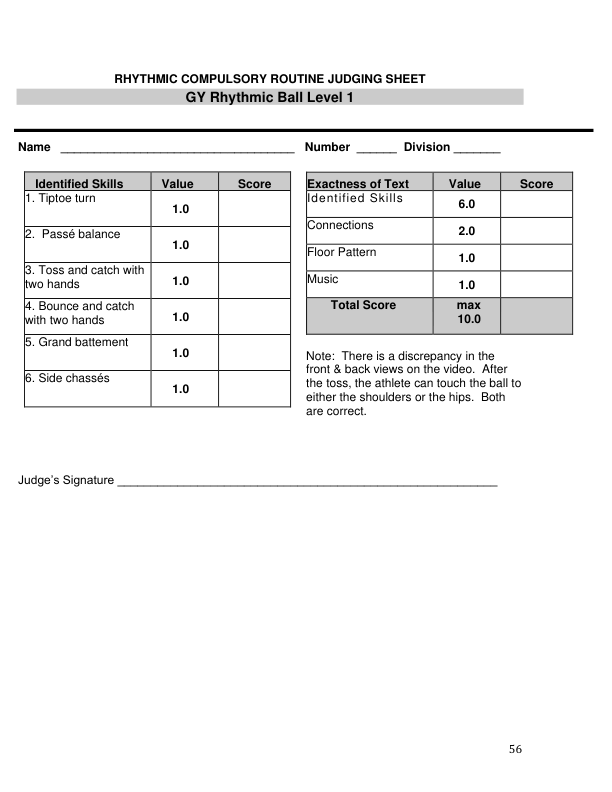 RHYTHMIC COMPULSORY ROUTINE JUDGING SHEET
GY Rhythmic Ball Level 1
Name ___________________________________ Number ______ Division _______
Identified Skills Value Score
1. Tiptoe turn 1.0
2. Passé balance 1.0
3. Toss and catch with
two hands 1.0
4. Bounce and catch
with two hands 1.0
5. Grand battement 1.0
6. Side chassés 1.0
Exactness of Text Value Score
Identified Skills 6.0
Connections 2.0
Floor Pattern 1.0
Music 1.0
Total Score max
10.0
Note: There is a discrepancy in the
front & back views on the video. After
the toss, the athlete can touch the ball to
either the shoulders or the hips. Both
are correct.
Judge’s Signature _________________________________________________________
56